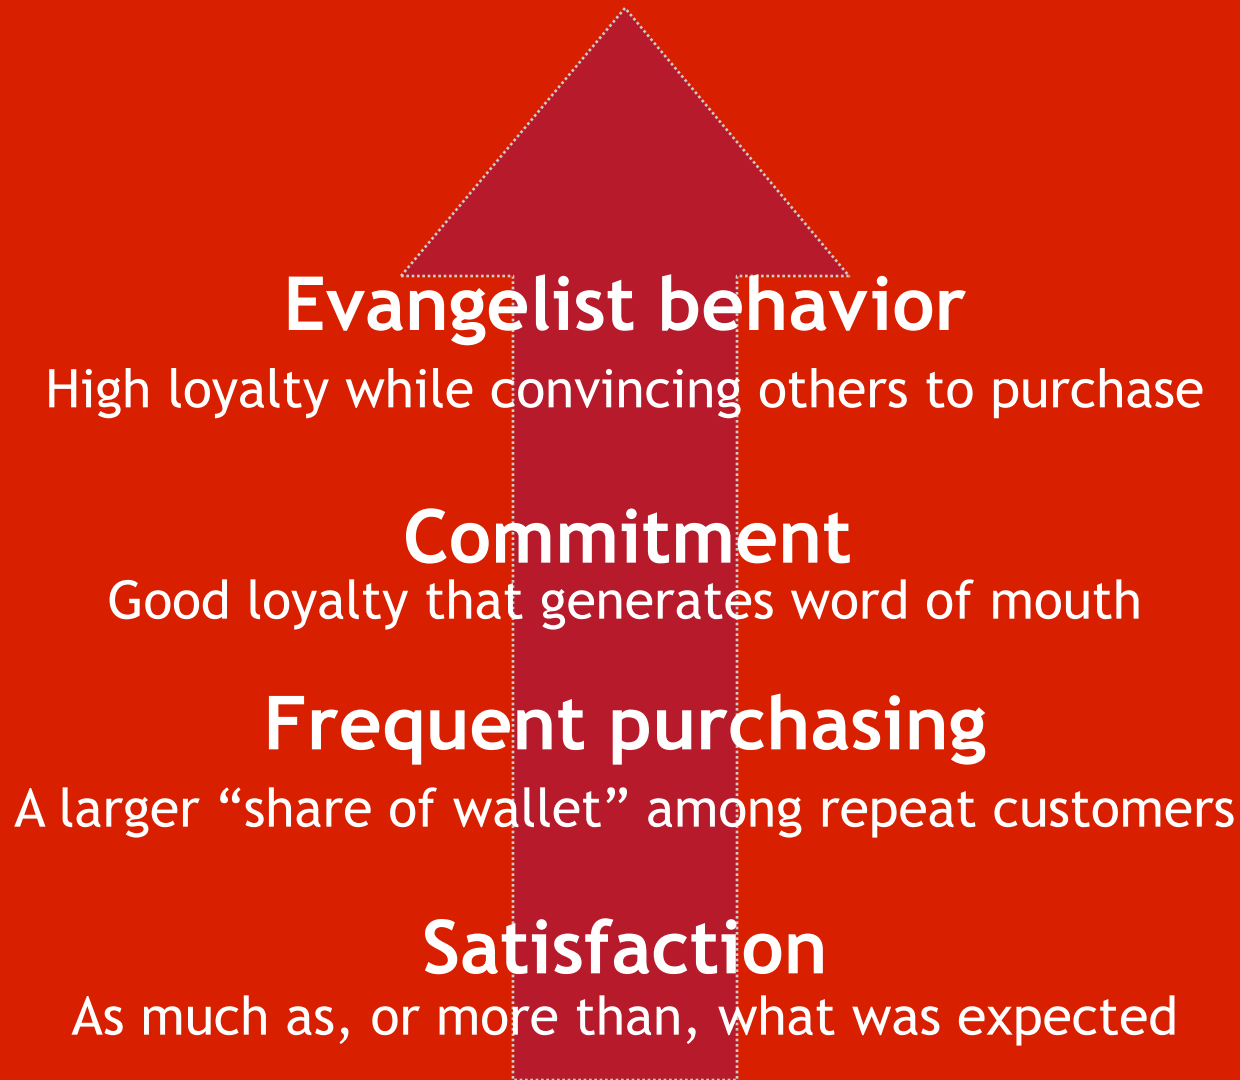 Evangelist behavior
High loyalty while convincing others to purchase
Commitment
Good loyalty that generates word of mouth
Frequent purchasing
A larger “share of wallet” among repeat customers
Satisfaction
As much as, or more than, what was expected